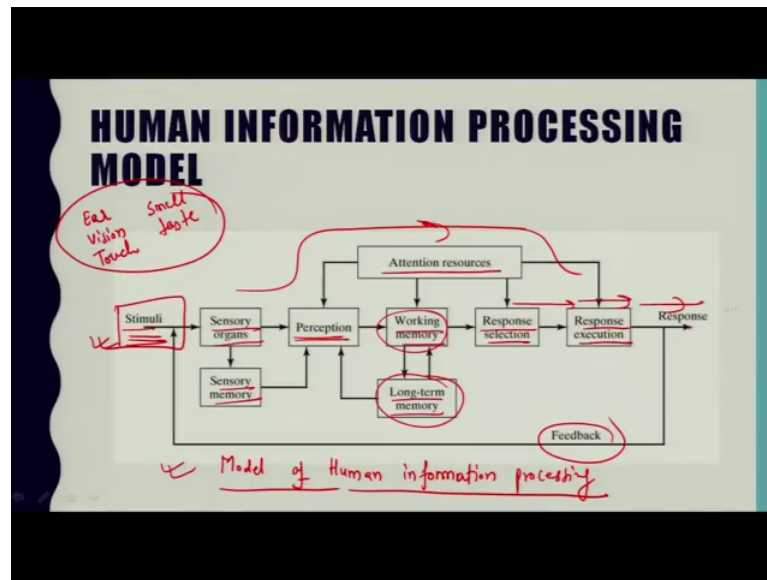 HUMAN INFORMATION PROCESSING
MODEL
Ear Smell
Vision Taste
Touch
Attention resources
Stimuli
Sensory
organs
Perception
Working
memory
Response
selection
Response
execution
Response
Sensory
memory
Long-term
memory
Feedback
Model of Human information processing